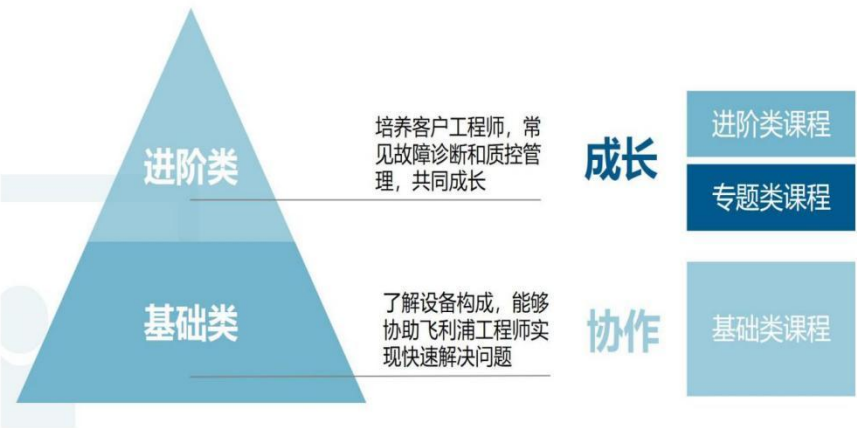 进阶类
培养客户工程师，常
见故障诊断和质控管
理，共同成长
成长
进阶类课程
专题类课程
基础类
了解设备构成，能够
协助飞利浦工程师实
现快速解决问题
协作
基础类课程